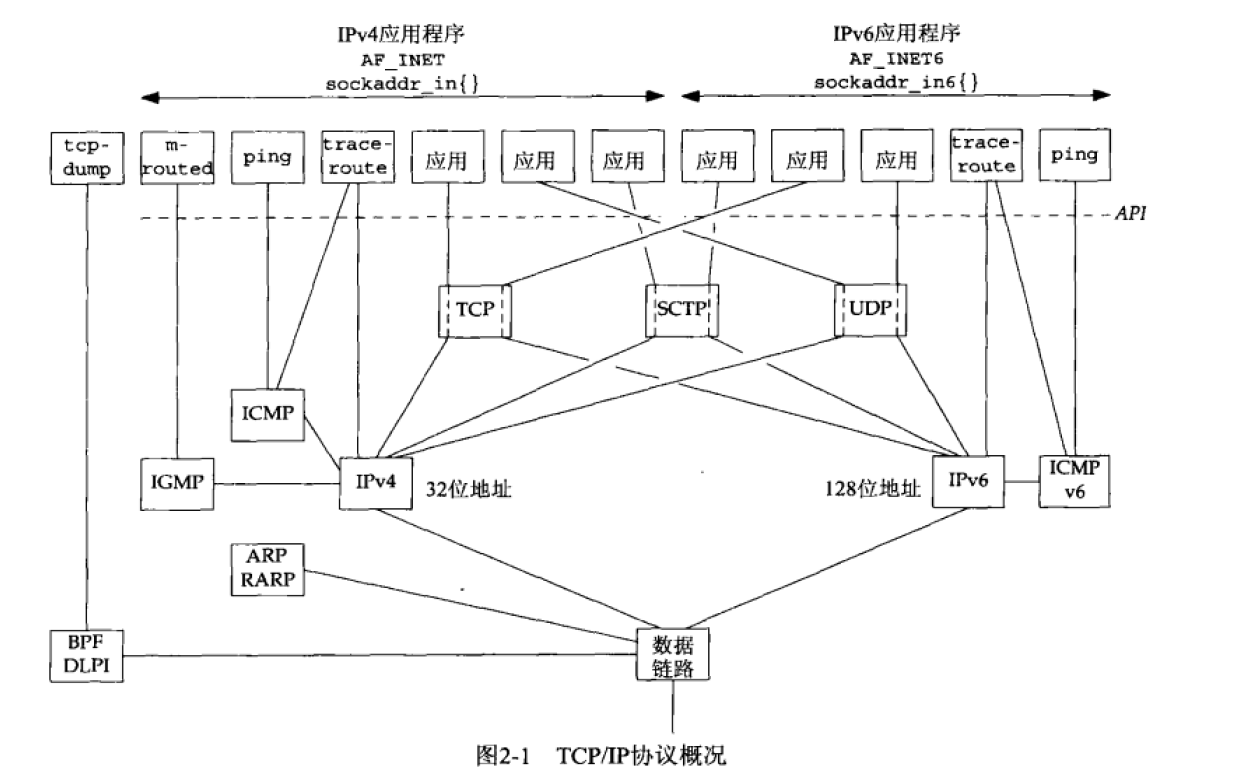 IPv4应用程序
AF_INET
sockaddr_in{}
IPv6应用程序
AF_INET6
sockaddr_in6{}
tcp-
dump
m-
routed
ping
trace-
route
应用
应用
应用
应用
应用
应用
trace-
route
ping
API
TCP
SCTP
UDP
ICMP
IGMP
IPv4
32位地址
128位地址
IPv6
ICMP
v6
ARP
RARP
BPF
DLPI
数据
链路
图2-1 TCP/IP协议概况